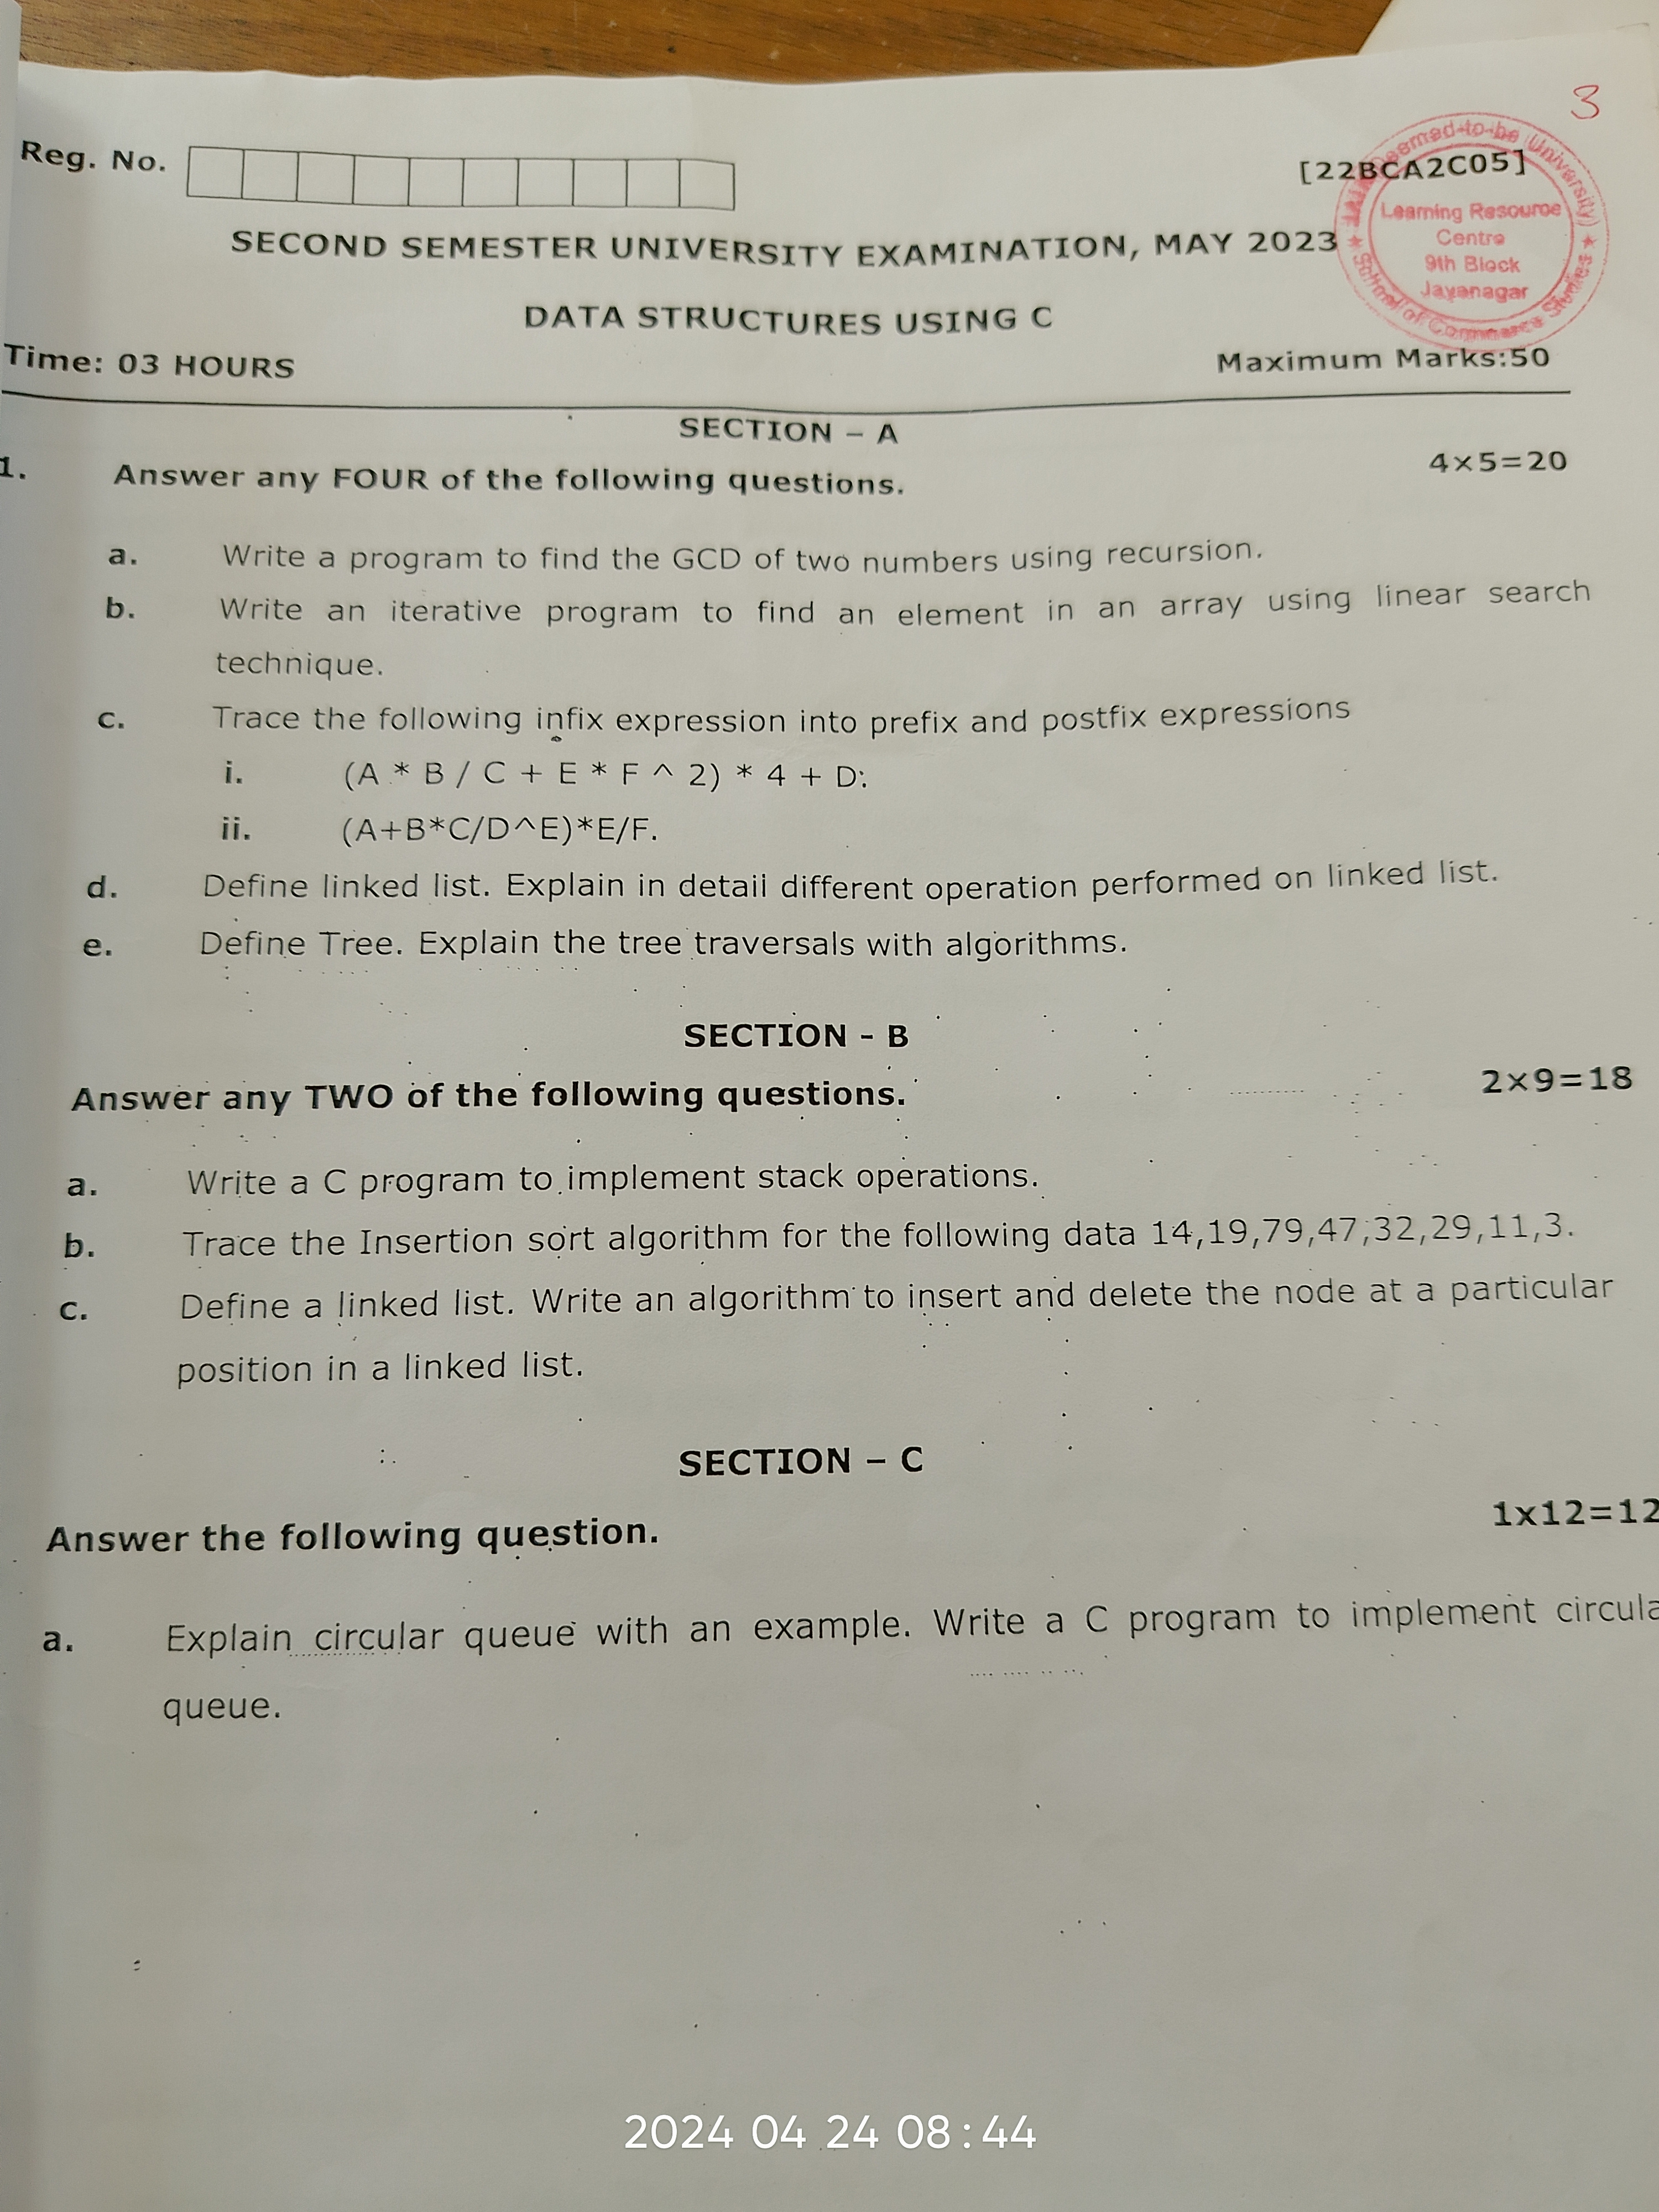 3
Reg. No.
[22BCA2C05]
Deemed-to-be University)
Learning Resource
Centre
9th Block
Jayanagar
School of Commerce Studies
SECOND SEMESTER UNIVERSITY EXAMINATION, MAY 2023
DATA STRUCTURES USING C
Time: 03 HOURS Maximum Marks:50
SECTION – A
1. Answer any FOUR of the following questions. 4×5=20
a. Write a program to find the GCD of two numbers using recursion.
b. Write an iterative program to find an element in an array using linear search
technique.
c. Trace the following infix expression into prefix and postfix expressions
i. (A * B / C + E * F ^ 2) * 4 + D:
ii. (A+B*C/D^E)*E/F.
d. Define linked list. Explain in detail different operation performed on linked list.
e. Define Tree. Explain the tree traversals with algorithms.
SECTION - B
Answer any TWO of the following questions. 2×9=18
a. Write a C program to implement stack operations.
b. Trace the Insertion sort algorithm for the following data 14,19,79,47,32,29,11,3.
c. Define a linked list. Write an algorithm to insert and delete the node at a particular
position in a linked list.
SECTION – C
Answer the following question. 1x12=12
a. Explain circular queue with an example. Write a C program to implement circula
queue.
2024 04 24 08:44